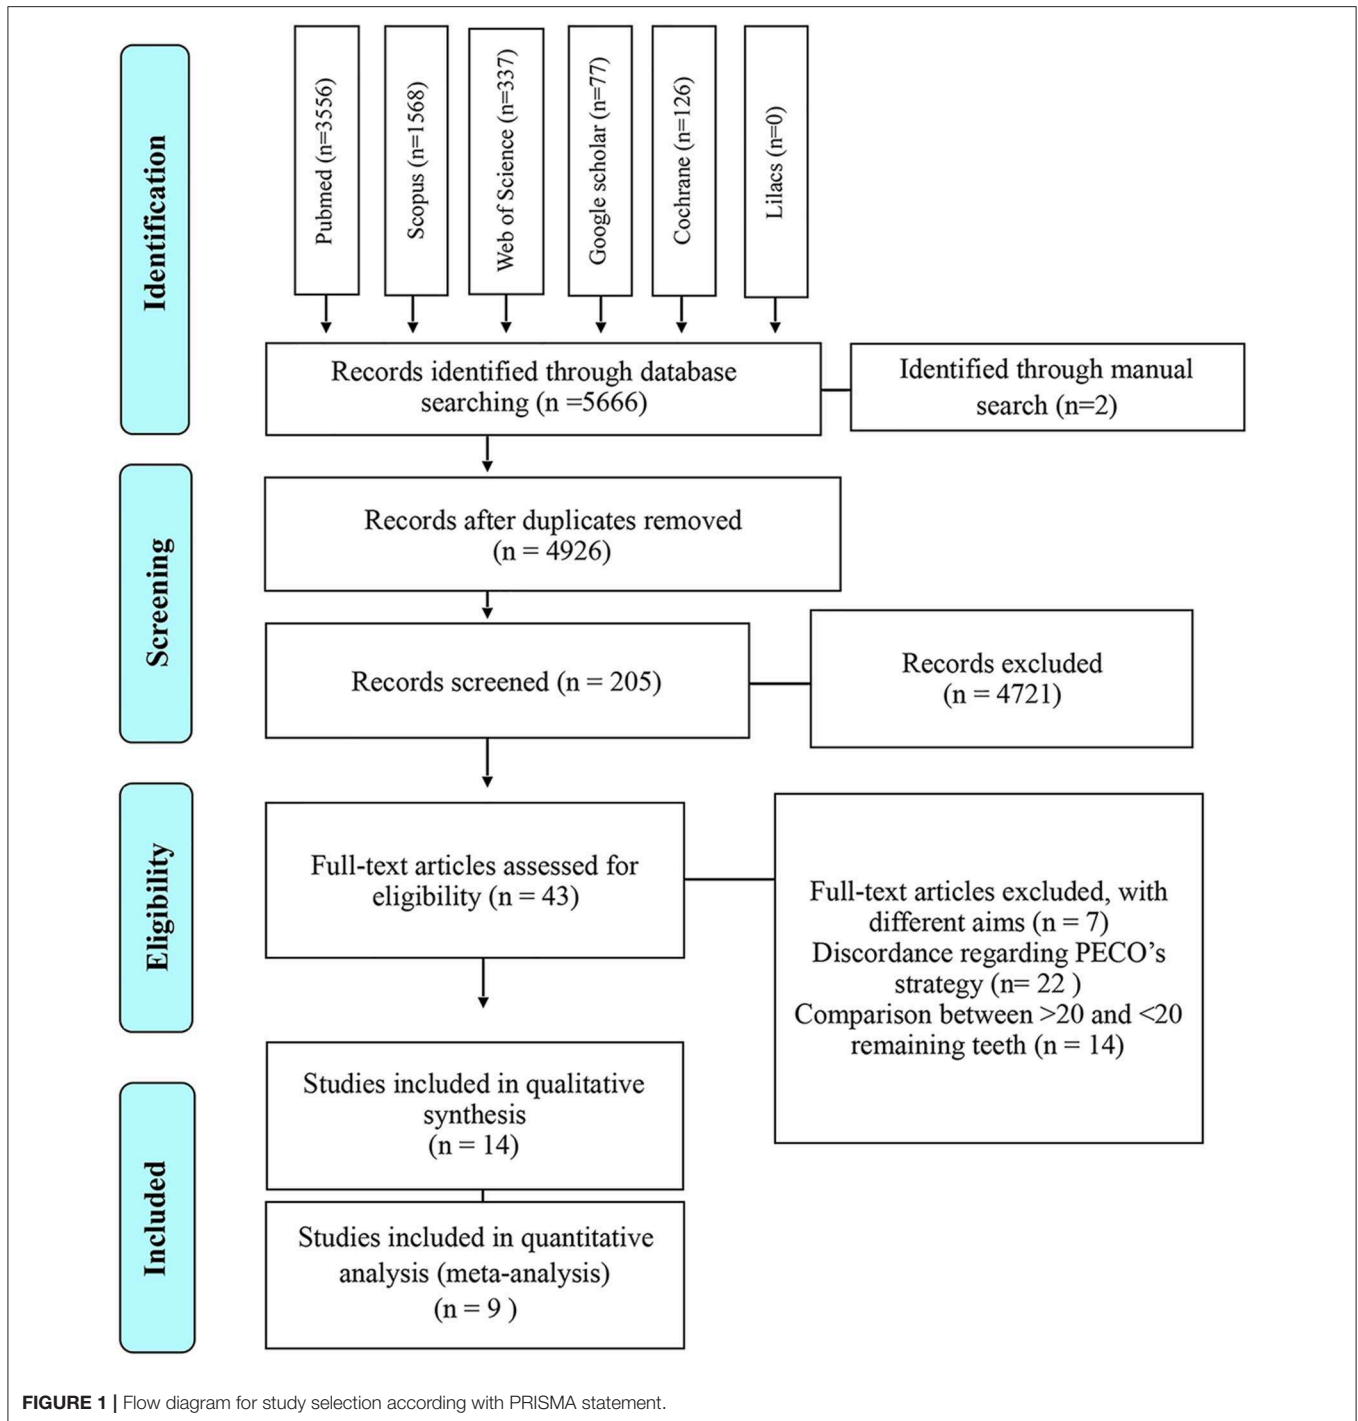 Identification
Pubmed (n=3556)
Scopus (n=1568)
Web of Science (n=337)
Google scholar (n=77)
Cochrane (n=126)
Lilacs (n=0)
Records identified through database
searching (n =5666)
Identified through manual
search (n=2)
Screening
Records after duplicates removed
(n = 4926)
Records screened (n = 205)
Records excluded
(n = 4721)
Eligibility
Full-text articles assessed for
eligibility (n = 43)
Full-text articles excluded, with
different aims (n = 7)
Discordance regarding PECO’s
strategy (n= 22 )
Comparison between >20 and <20
remaining teeth (n = 14)
Included
Studies included in qualitative
synthesis
(n = 14)
Studies included in quantitative
analysis (meta-analysis)
(n = 9 )
FIGURE 1 | Flow diagram for study selection according with PRISMA statement.